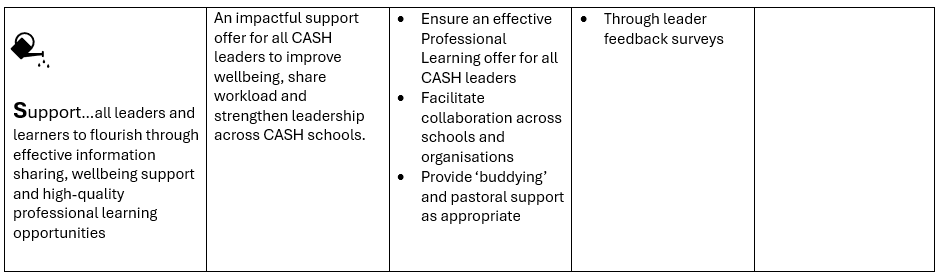 Support...all leaders and
learners to flourish through
effective information
sharing, wellbeing support
and high-quality
professional learning
opportunities
An impactful support
offer for all CASH
leaders to improve
wellbeing, share
workload and
strengthen leadership
across CASH schools.
• Ensure an effective
Professional
Learning offer for all
CASH leaders
• Facilitate
collaboration across
schools and
organisations
• Provide ‘buddying’
and pastoral support
as appropriate
• Through leader
feedback surveys